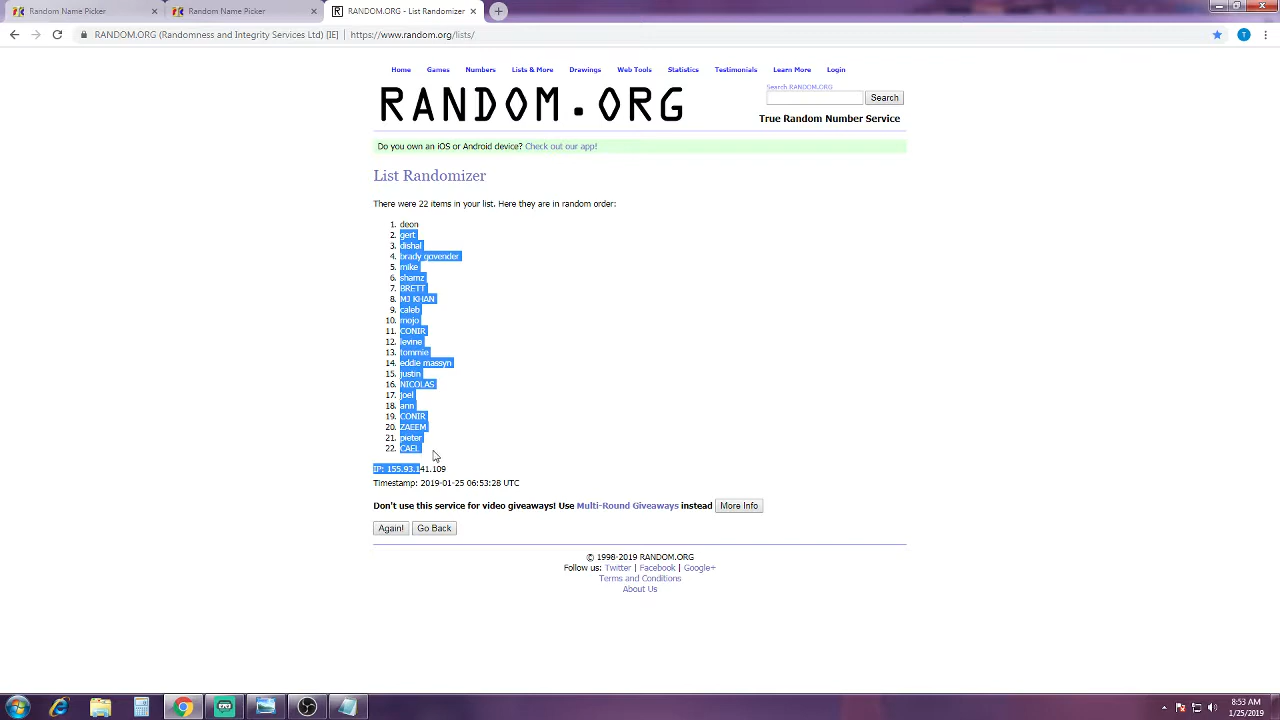 Random Name Picker
Random Name Picker
RANDOM.ORG - List Randomizer
RANDOM.ORG (Randomness and Integrity Services Ltd) [IE] | https://www.random.org/lists/
T
Home Games Numbers Lists & More Drawings Web Tools Statistics Testimonials Learn More Login
RANDOM.ORG
Search RANDOM.ORG
Search
True Random Number Service
Do you own an iOS or Android device? Check out our app!
List Randomizer
There were 22 items in your list. Here they are in random order:
1. deon
2. gert
3. dishal
4. brady govender
5. mike
6. shamz
7. BRETT
8. MJ KHAN
9. caleb
10. mojo
11. CONIR
12. levine
13. tommie
14. eddie massyn
15. justin
16. NICOLAS
17. joel
18. ann
19. CONIR
20. ZAEEM
21. pieter
22. CAEL
IP: 155.93.141.109
Timestamp: 2019-01-25 06:53:28 UTC
Don't use this service for video giveaways! Use Multi-Round Giveaways instead More Info
Again! Go Back
© 1998-2019 RANDOM.ORG
Follow us: Twitter | Facebook | Google+
Terms and Conditions
About Us
8:53 AM
1/25/2019